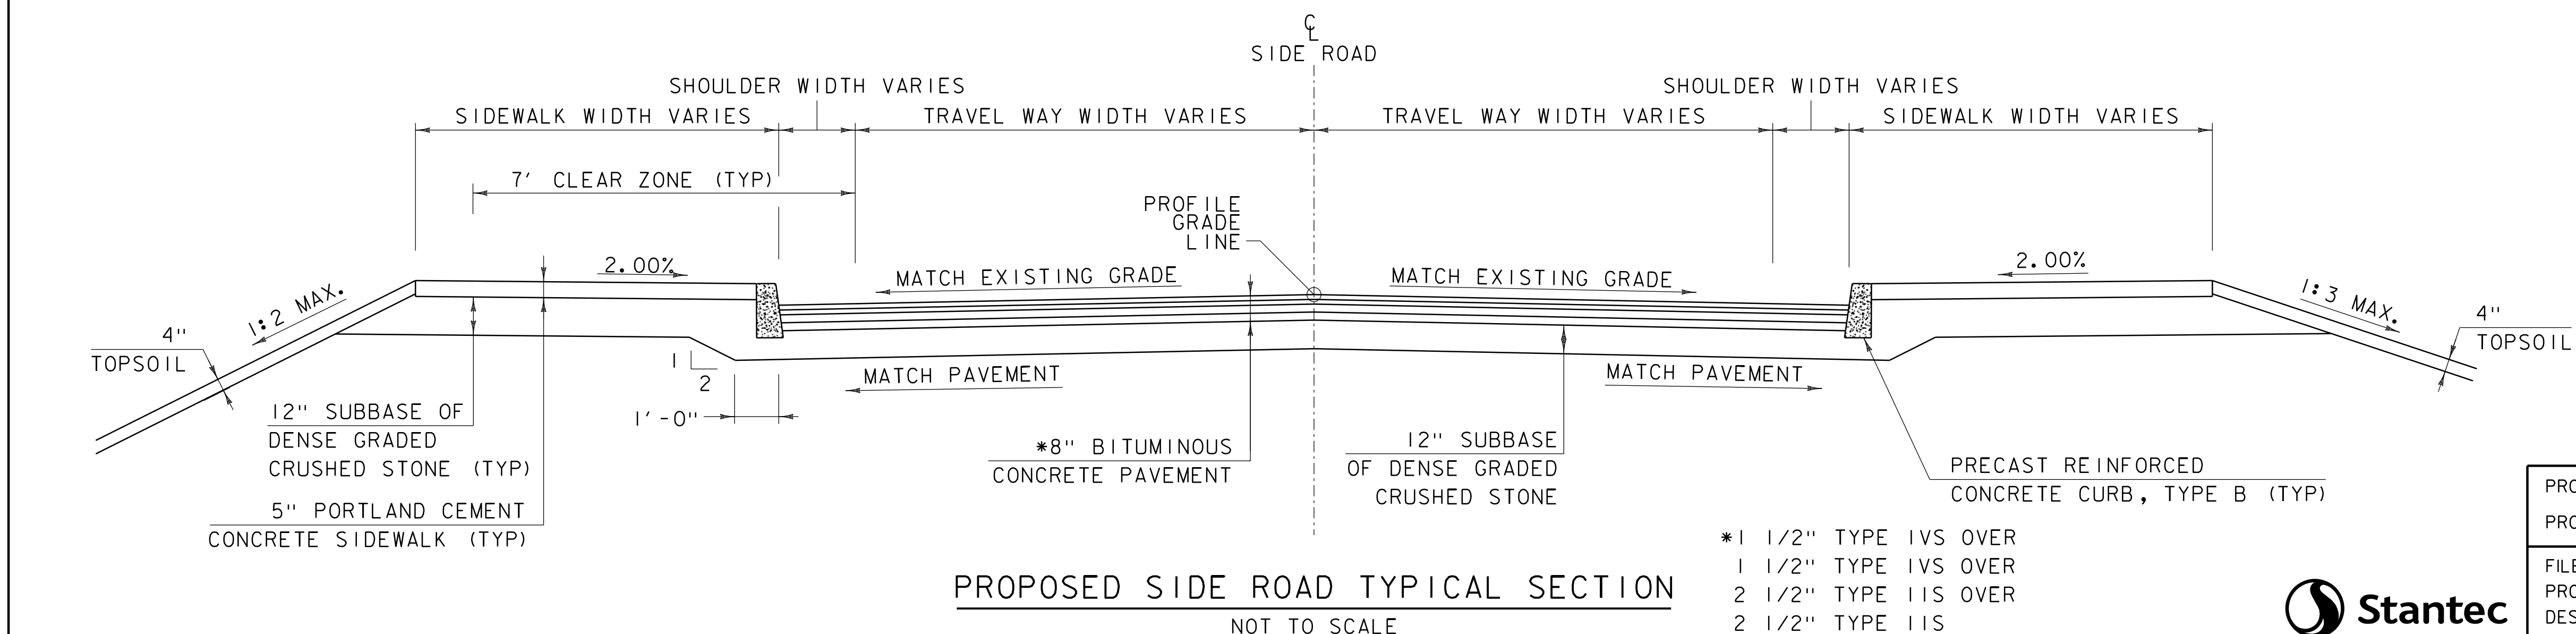 ℄
SIDE ROAD
SHOULDER WIDTH VARIES
SHOULDER WIDTH VARIES
SIDEWALK WIDTH VARIES
TRAVEL WAY WIDTH VARIES
TRAVEL WAY WIDTH VARIES
SIDEWALK WIDTH VARIES
7' CLEAR ZONE (TYP)
PROFILE
GRADE
LINE
2.00%
MATCH EXISTING GRADE
MATCH EXISTING GRADE
2.00%
1:2 MAX.
1:3 MAX.
4"
TOPSOIL
4"
TOPSOIL
1
2
MATCH PAVEMENT
MATCH PAVEMENT
1'-0"
12" SUBBASE OF
DENSE GRADED
CRUSHED STONE (TYP)
*8" BITUMINOUS
CONCRETE PAVEMENT
12" SUBBASE
OF DENSE GRADED
CRUSHED STONE
PRECAST REINFORCED
CONCRETE CURB, TYPE B (TYP)
5" PORTLAND CEMENT
CONCRETE SIDEWALK (TYP)
*1 1/2" TYPE IVS OVER
1 1/2" TYPE IVS OVER
2 1/2" TYPE IIS OVER
2 1/2" TYPE IIS
PROPOSED SIDE ROAD TYPICAL SECTION
NOT TO SCALE
Stantec